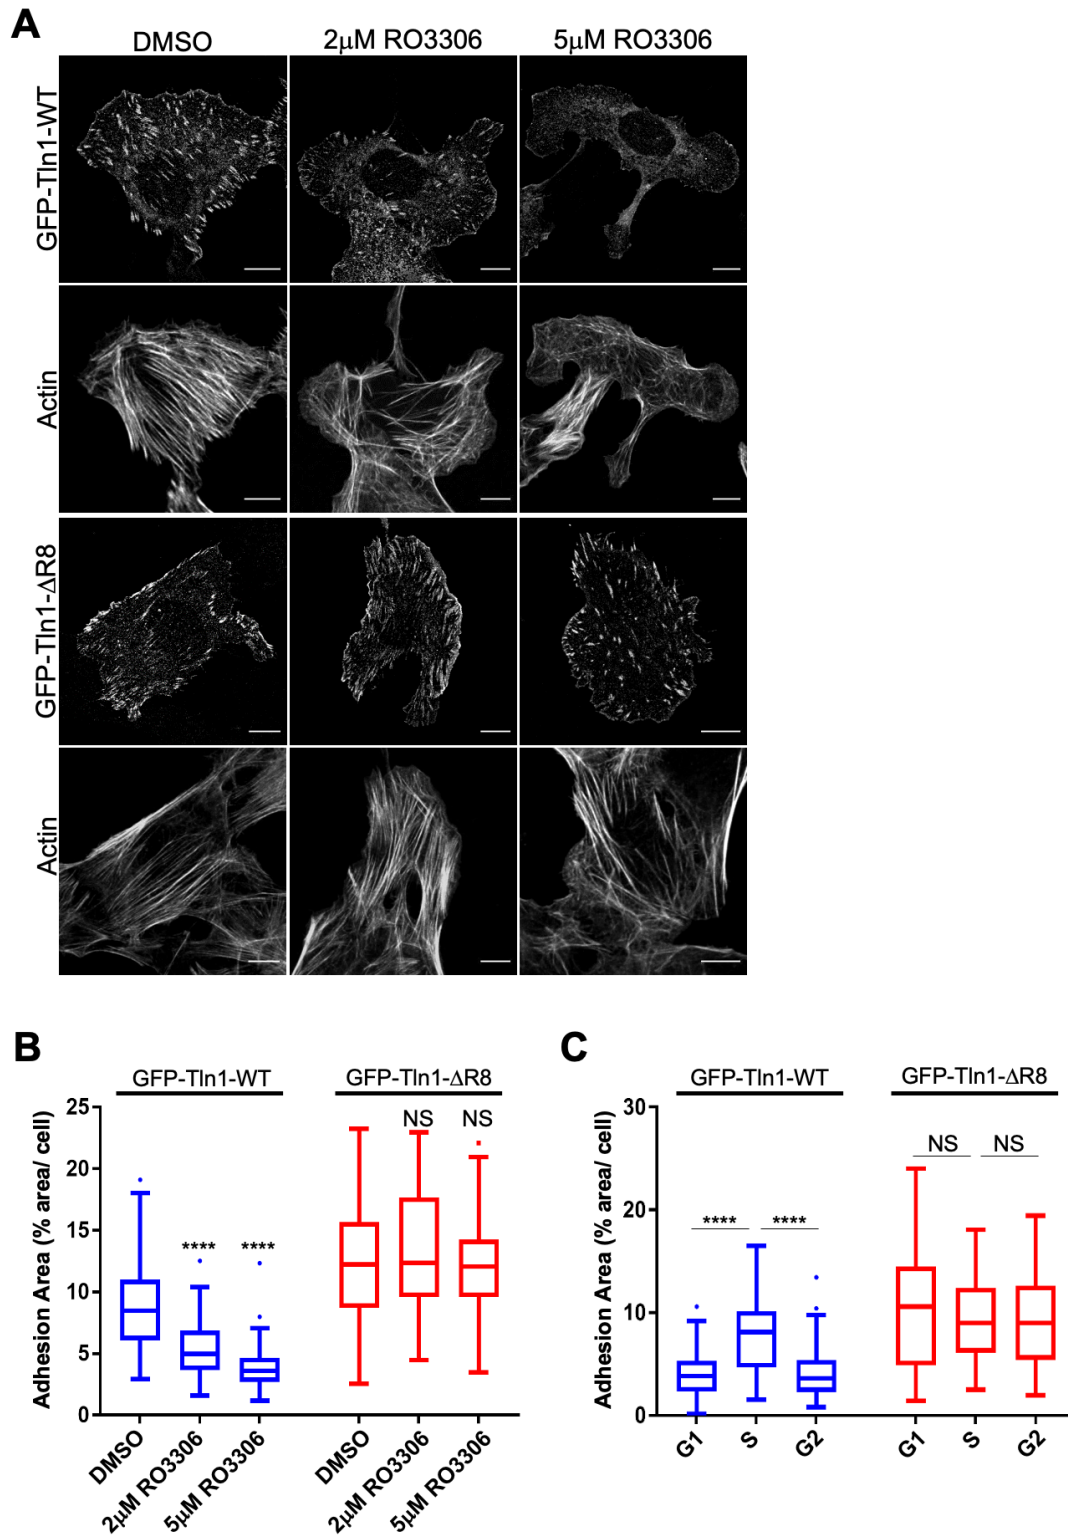 A
DMSO
2μM RO3306
5μM RO3306
GFP-Tln1-WT
Actin
GFP-Tln1-ΔR8
Actin
B
GFP-Tln1-WT
GFP-Tln1-ΔR8
Adhesion Area (% area/ cell)
25
20
15
10
5
0
****
****
NS
NS
DMSO
2μM RO3306
5μM RO3306
DMSO
2μM RO3306
5μM RO3306
C
GFP-Tln1-WT
GFP-Tln1-ΔR8
Adhesion Area (% area/ cell)
30
20
10
0
****
****
NS
NS
G1
S
G2
G1
S
G2